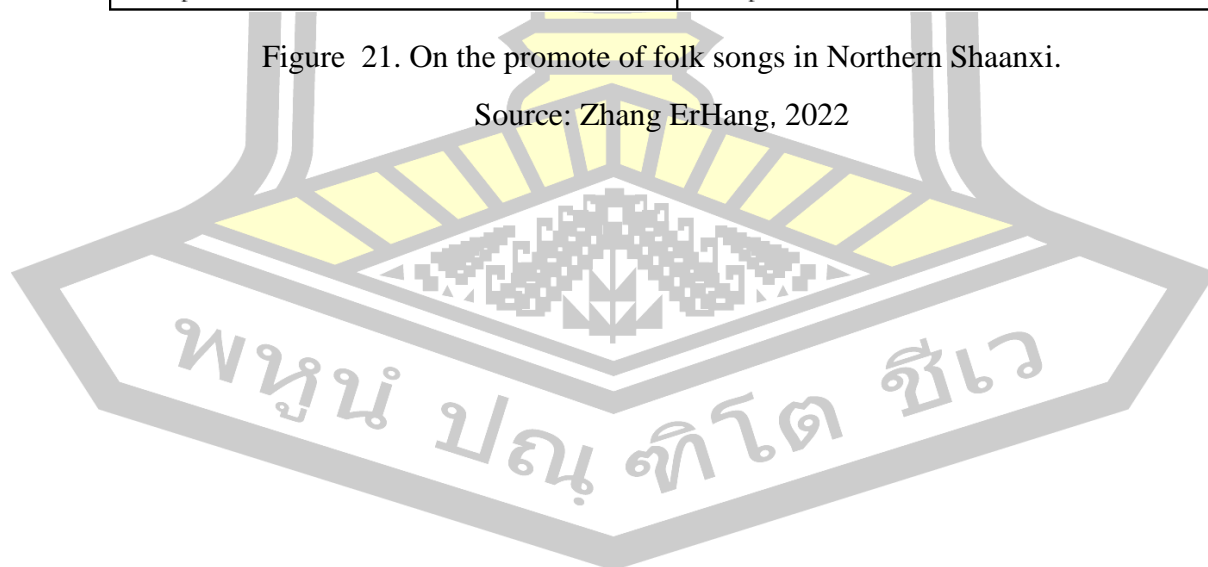 Figure 21. On the promote of folk songs in Northern Shaanxi.
Source: Zhang ErHang, 2022
พหูนํ ปณฺฑิโต ชีเว